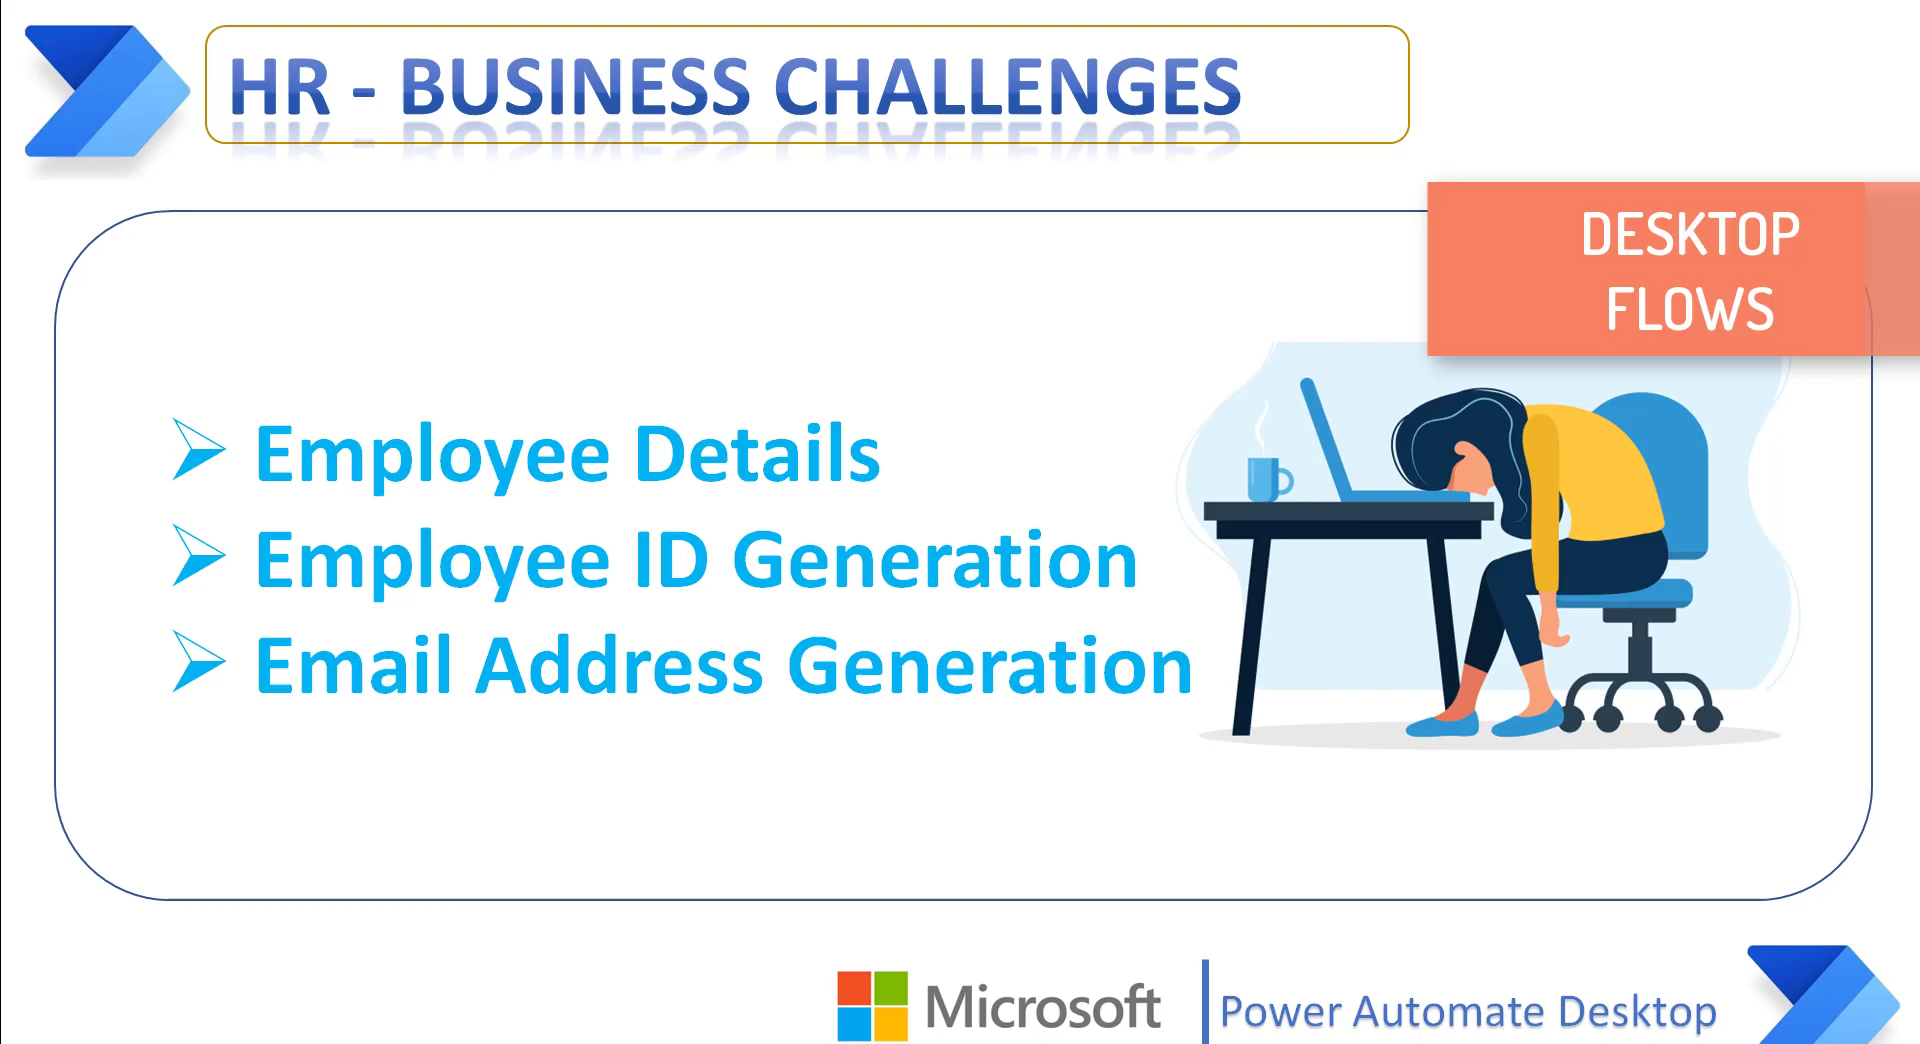 HR - BUSINESS CHALLENGES
DESKTOP
FLOWS
Employee Details
Employee ID Generation
Email Address Generation
Microsoft
Power Automate Desktop